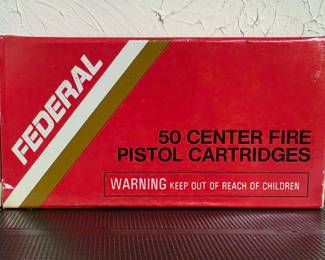 FEDERAL
50 CENTER FIRE
PISTOL CARTRIDGES
WARNING KEEP OUT OF REACH OF CHILDREN